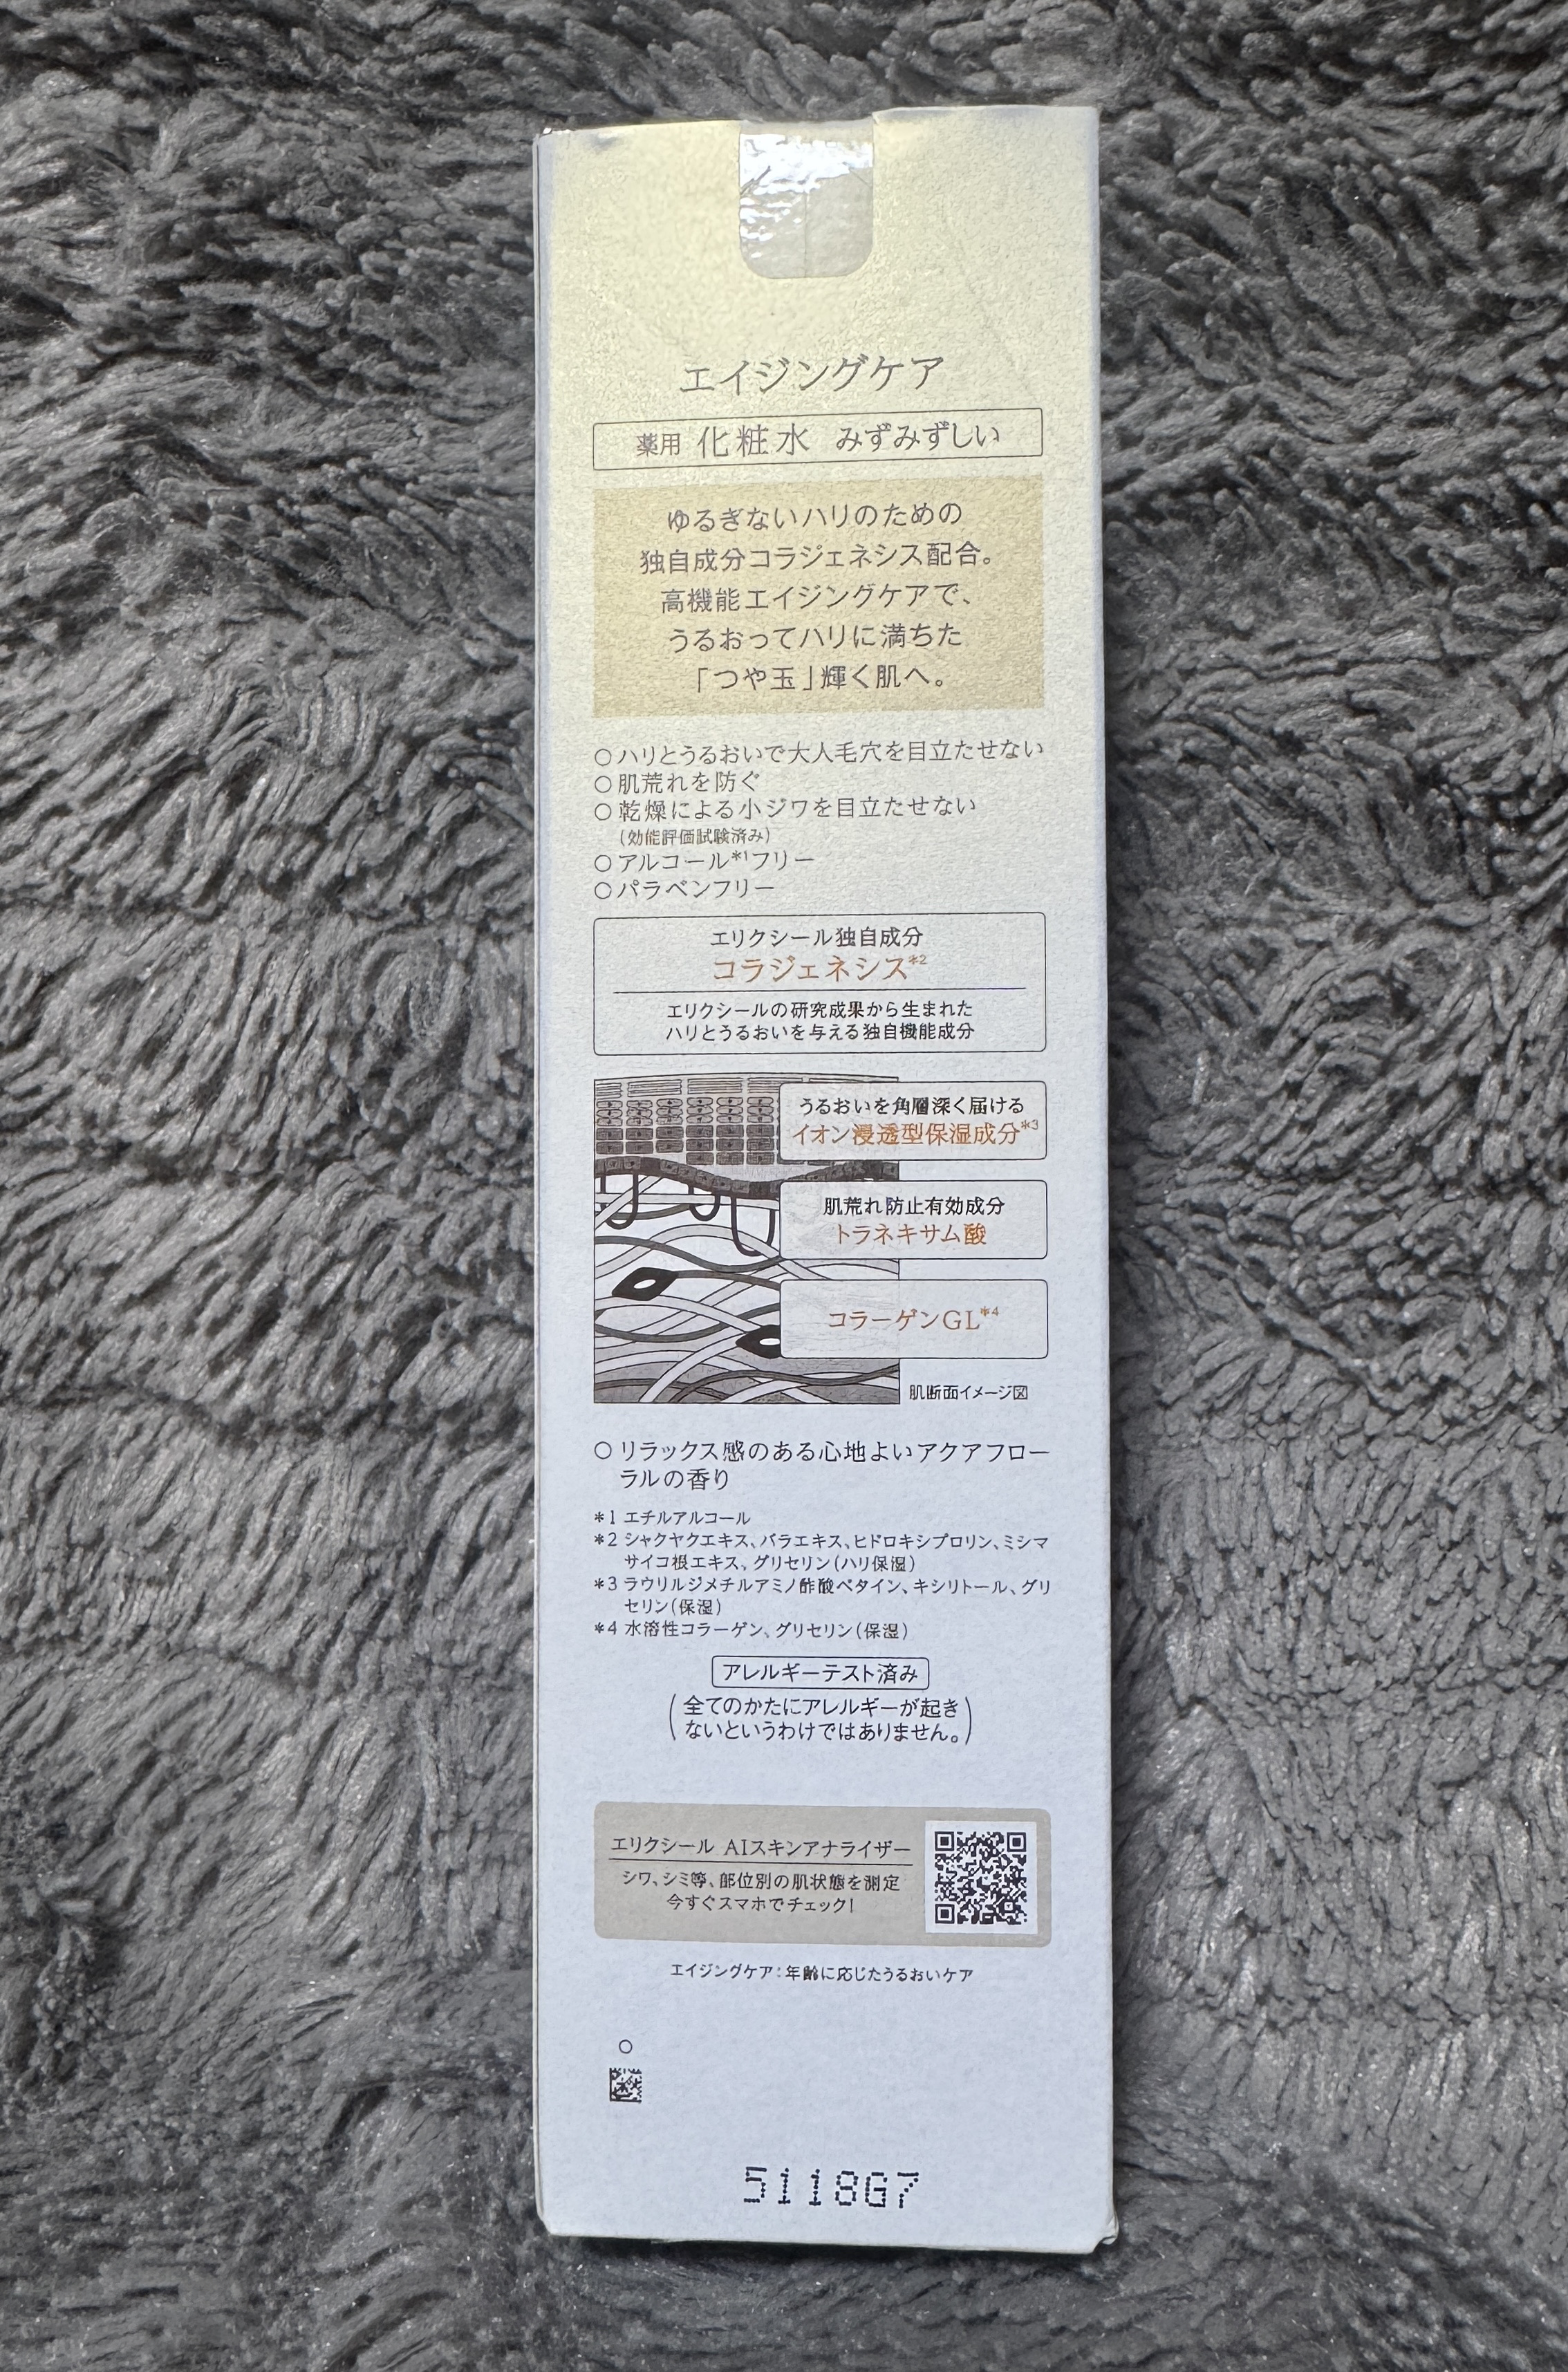 エイジングケア
薬用 化粧水 みずみずしい
ゆるぎないハリのための
独自成分コラジェネシス配合。
高機能エイジングケアで、
うるおってハリに満ちた
「つや玉」輝く肌へ。
○ハリとうるおいで大人毛穴を目立たせない
○肌荒れを防ぐ
○乾燥による小ジワを目立たせない
(効能評価試験済み)
○アルコール*1フリー
○パラベンフリー
エリクシール独自成分
コラジェネシス*2
エリクシールの研究成果から生まれた
ハリとうるおいを与える独自機能成分
うるおいを角層深く届ける
イオン浸透型保湿成分*3
肌荒れ防止有効成分
トラネキサム酸
コラーゲンGL*4
肌断面イメージ図
○リラックス感のある心地よいアクアフロー
ラルの香り
*1 エチルアルコール
*2 シャクヤクエキス、バラエキス、ヒドロキシプロリン、ミシマ
サイコ根エキス、グリセリン(ハリ保湿)
*3 ラウリルジメチルアミノ酢酸ベタイン、キシリトール、グリ
セリン(保湿)
*4 水溶性コラーゲン、グリセリン(保湿)
アレルギーテスト済み
(全てのかたにアレルギーが起き
ないというわけではありません。)
エリクシール AIスキンアナライザー
シワ、シミ等、部位別の肌状態を測定
今すぐスマホでチェック!
エイジングケア:年齢に応じたうるおいケア
5118G7